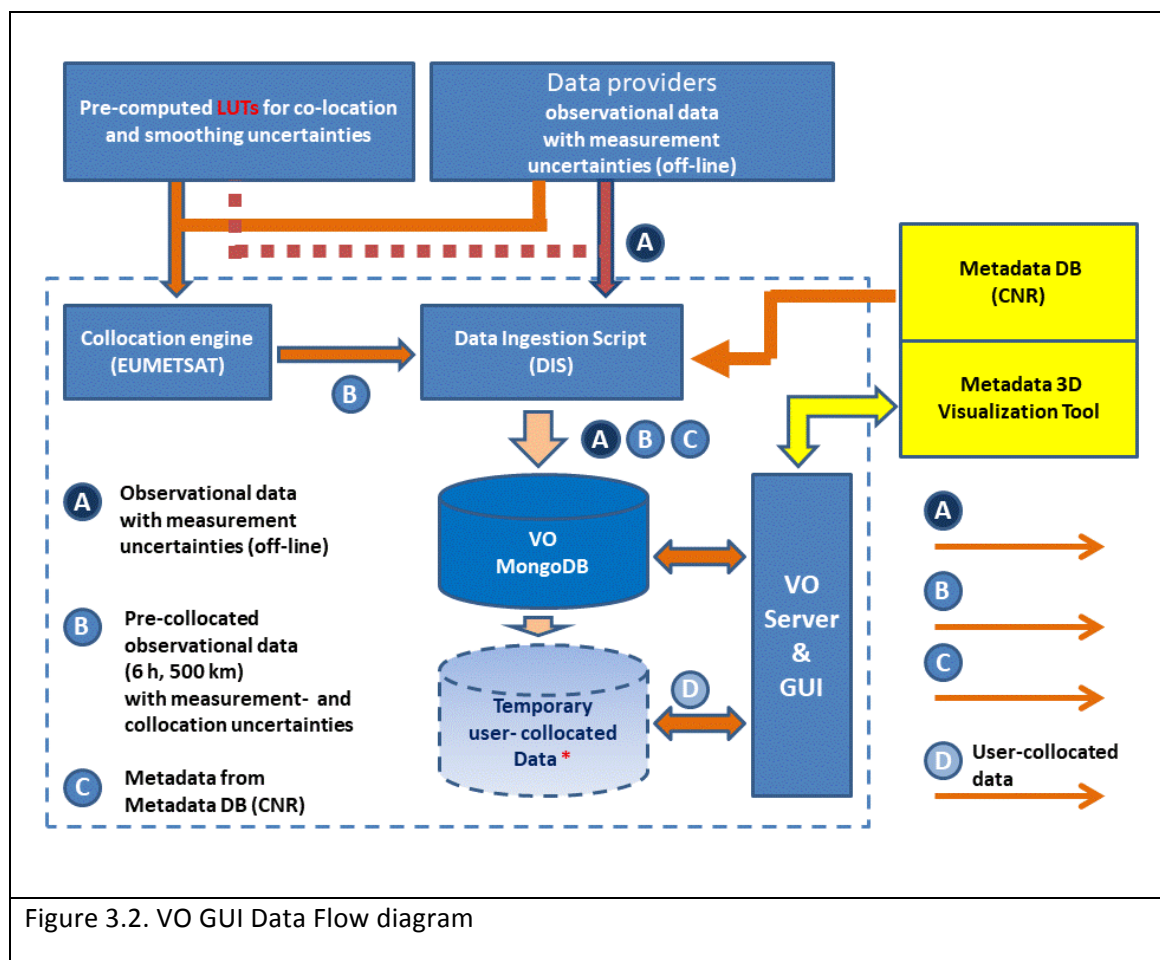 Pre-computed LUTs for co-location
and smoothing uncertainties
Data providers
observational data
with measurement
uncertainties (off-line)
A
Metadata DB
(CNR)
Metadata 3D
Visualization Tool
Collocation engine
(EUMETSAT)
B
Data Ingestion Script
(DIS)
A B C
A
Observational data
with measurement
uncertainties (off-line)
B
Pre-collocated
observational data
(6 h, 500 km)
with measurement- and
collocation uncertainties
C
Metadata from
Metadata DB (CNR)
VO
MongoDB
Temporary
user- collocated
Data *
D
VO
Server
&
GUI
A
B
C
D
User-collocated
data
Figure 3.2. VO GUI Data Flow diagram